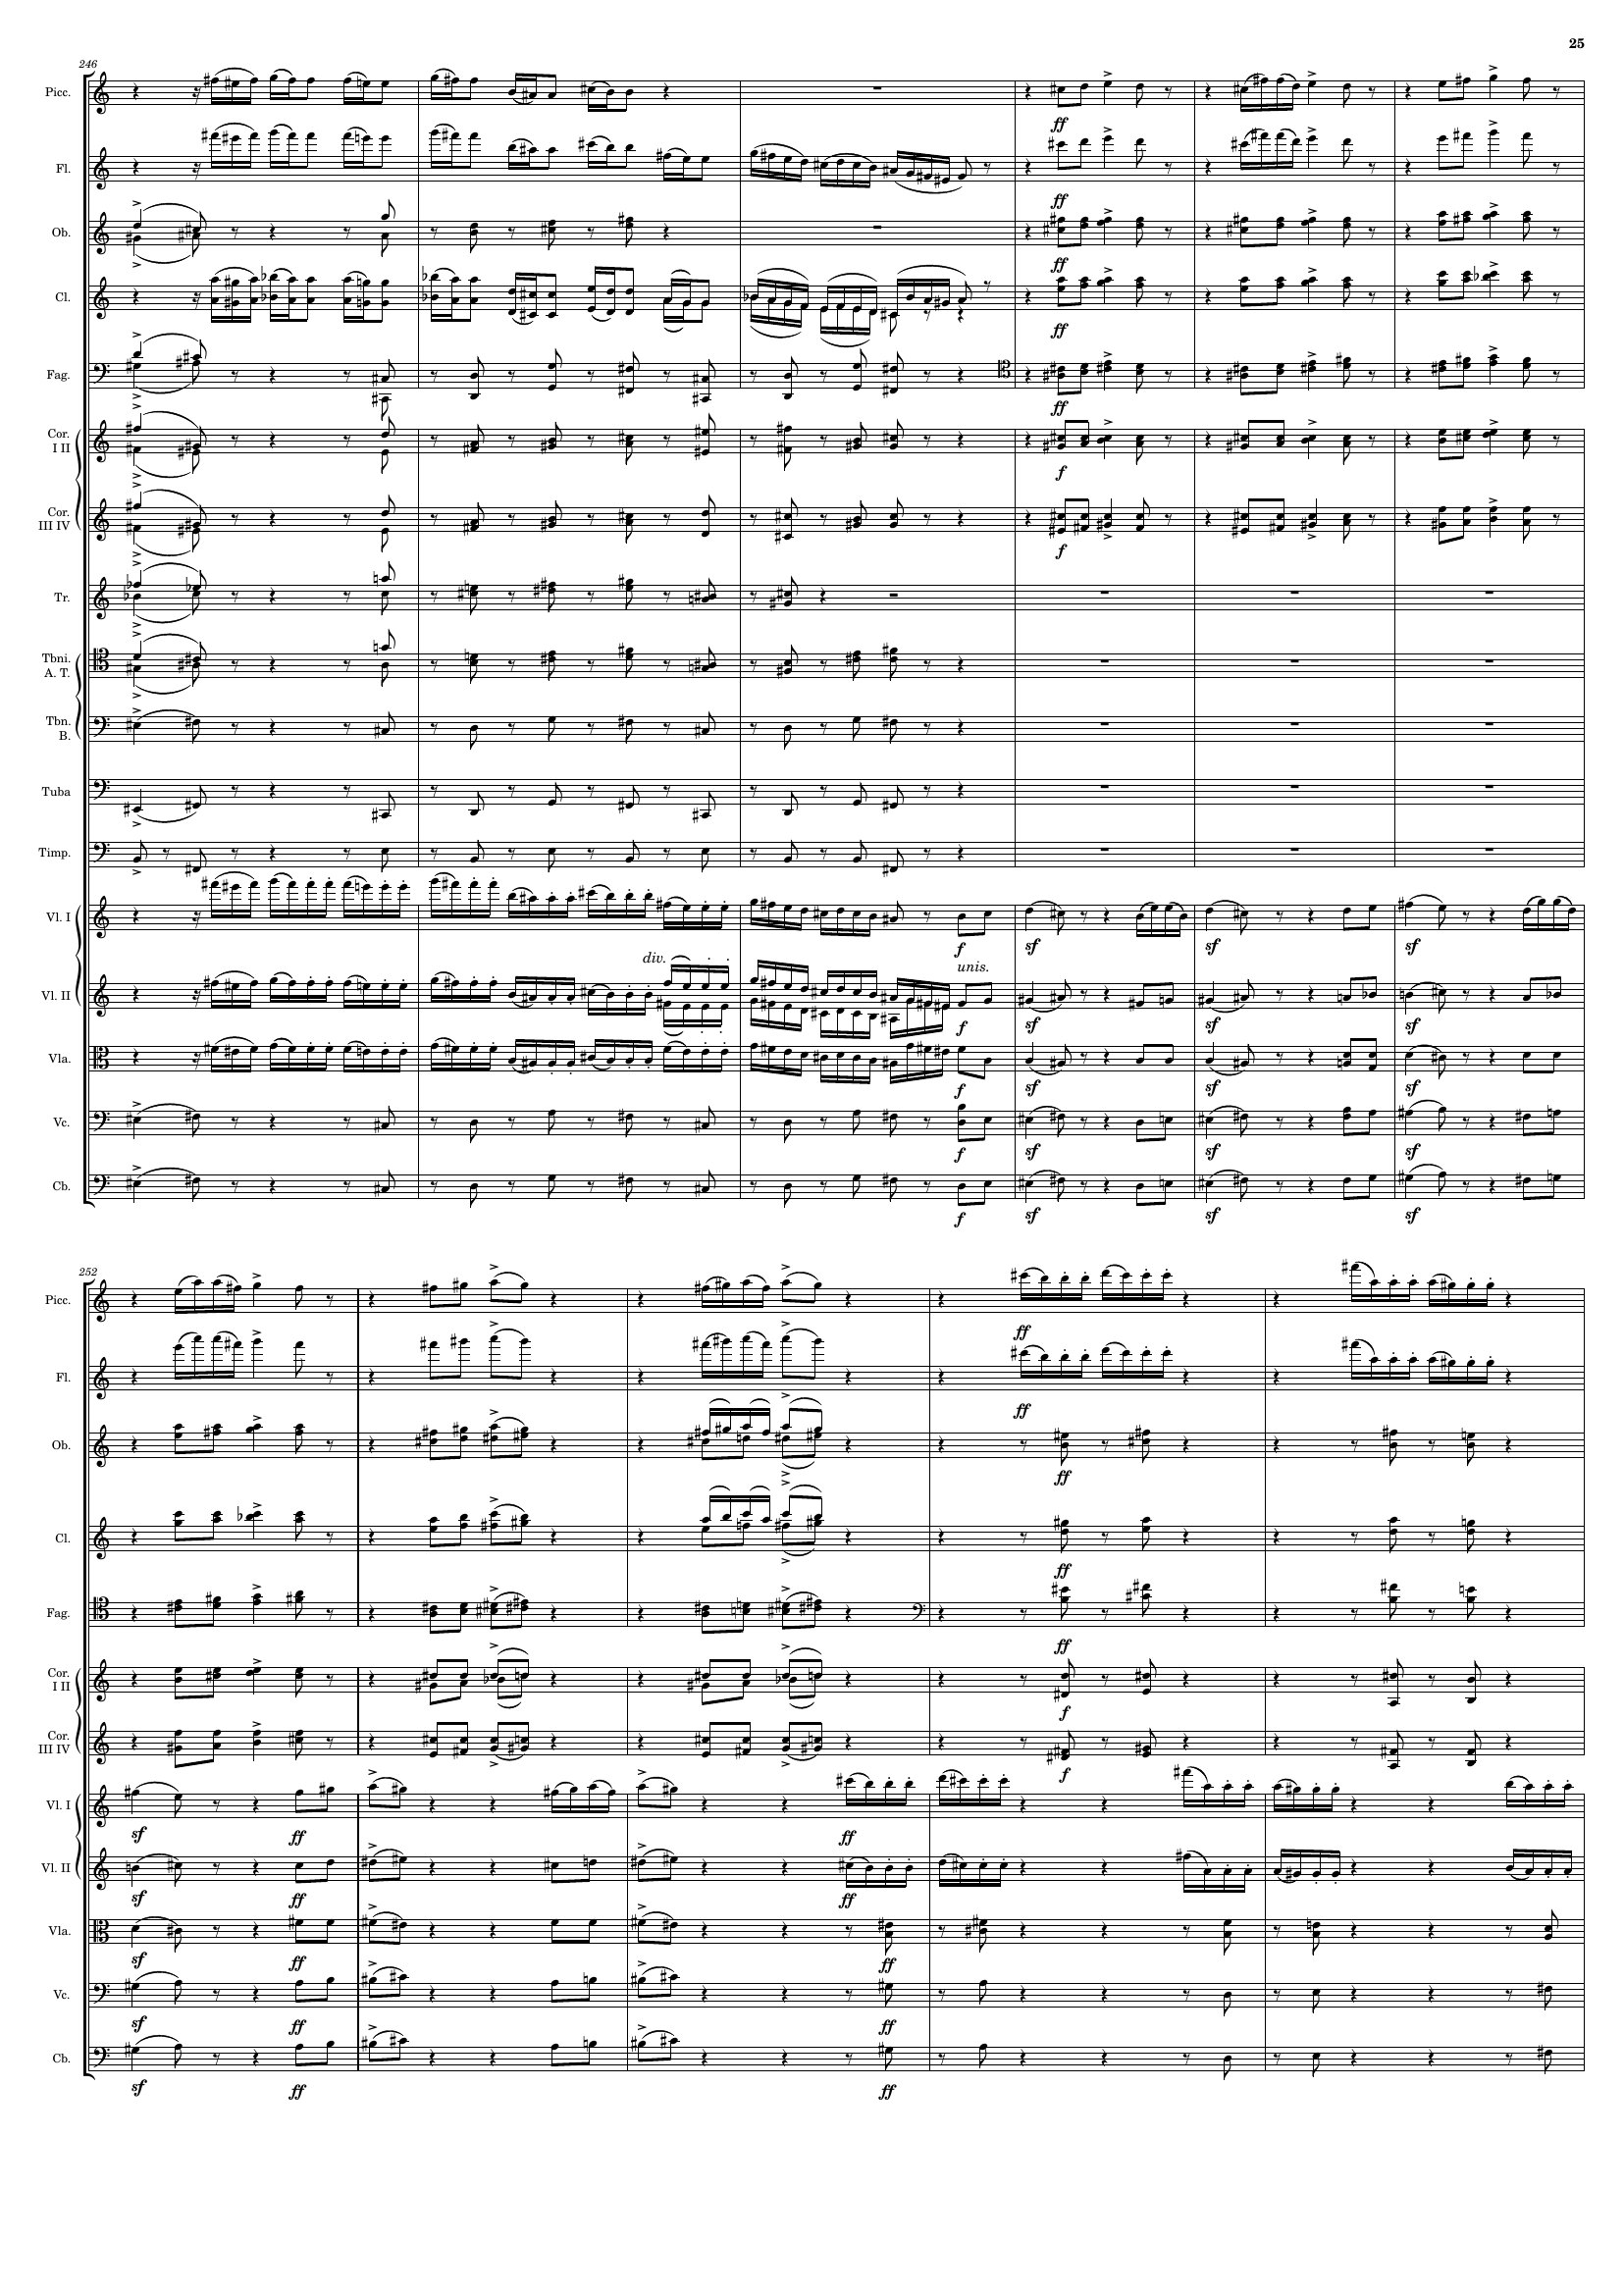 25
246
Picc.
ff
Fl.
ff
Ob.
ff
Cl.
ff
Fag.
ff
Cor.
I II
f
Cor.
III IV
f
Tr.
Tbni.
A. T.
Tbn.
B.
Tuba
Timp.
Vl. I
f sf sf sf
div. unis.
Vl. II
f sf sf sf
Vla.
f sf sf sf
Vc.
f sf sf sf
Cb.
f sf sf sf
252
Picc.
ff
Fl.
ff
Ob.
ff
Cl.
ff
Fag.
ff
Cor.
I II
f
Cor.
III IV
f
Vl. I
sf ff ff
Vl. II
sf ff ff
Vla.
sf ff ff
Vc.
sf ff ff
Cb.
sf ff ff